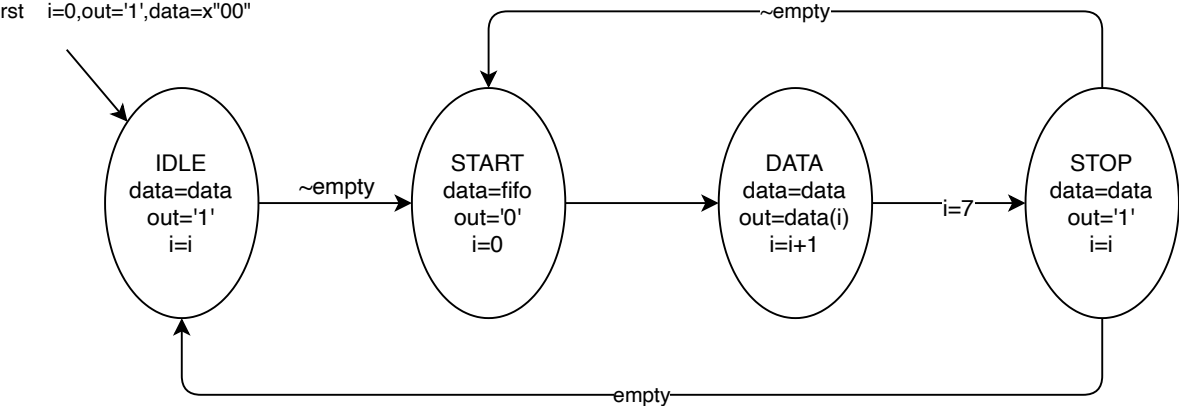 rst i=0,out='1',data=x"00"
~empty
IDLE
data=data
out='1'
i=i
~empty
START
data=fifo
out='0'
i=0
DATA
data=data
out=data(i)
i=i+1
i=7
STOP
data=data
out='1'
i=i
empty